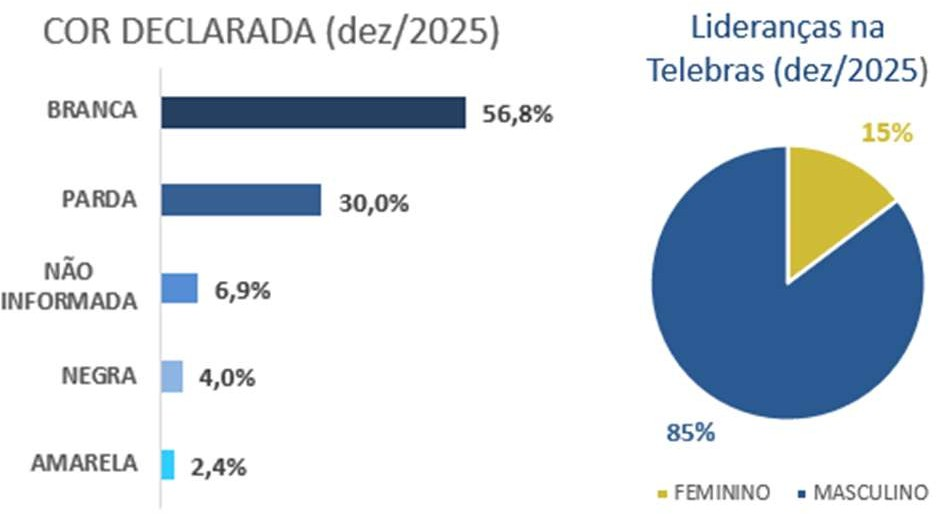 COR DECLARADA (dez/2025)
BRANCA
56,8%
PARDA
30,0%
NÃO
INFORMADA
6,9%
NEGRA
4,0%
AMARELA
2,4%
Lideranças na
Telebras (dez/2025)
15%
85%
FEMININO MASCULINO